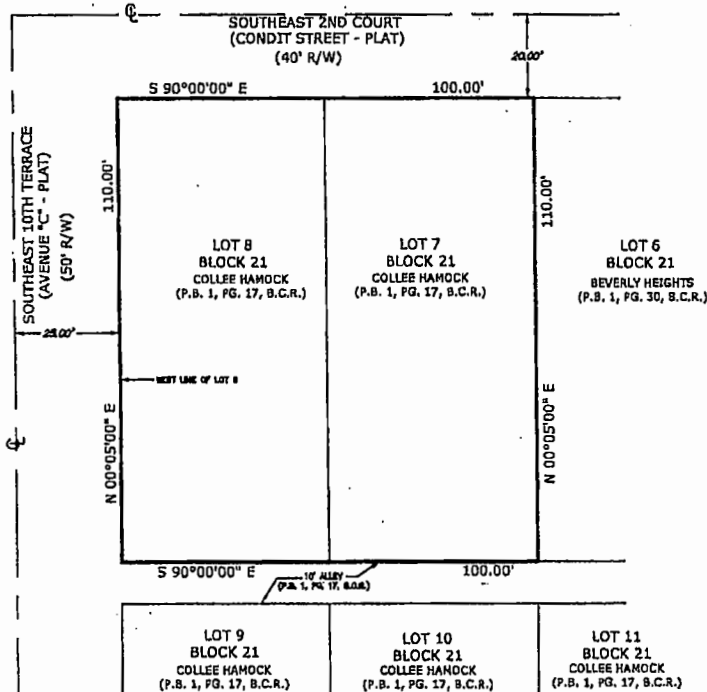 ℄
SOUTHEAST 2ND COURT
(CONDIT STREET - PLAT)
(40' R/W)
20.00'
S 90°00'00" E
100.00'
SOUTHEAST 10TH TERRACE
(AVENUE "C" - PLAT)
(50' R/W)
110.00'
110.00'
LOT 8
BLOCK 21
COLLEE HAMOCK
(P.B. 1, PG. 17, B.C.R.)
LOT 7
BLOCK 21
COLLEE HAMOCK
(P.B. 1, PG. 17, B.C.R.)
LOT 6
BLOCK 21
BEVERLY HEIGHTS
(P.B. 1, PG. 30, B.C.R.)
25.00'
WEST LINE OF LOT 8
℄
N 00°05'00" E
N 00°05'00" E
S 90°00'00" E
10' ALLEY
(P.B. 1, PG. 17, B.C.R.)
100.00'
LOT 9
BLOCK 21
COLLEE HAMOCK
(P.B. 1, PG. 17, B.C.R.)
LOT 10
BLOCK 21
COLLEE HAMOCK
(P.B. 1, PG. 17, B.C.R.)
LOT 11
BLOCK 21
COLLEE HAMOCK
(P.B. 1, PG. 17, B.C.R.)